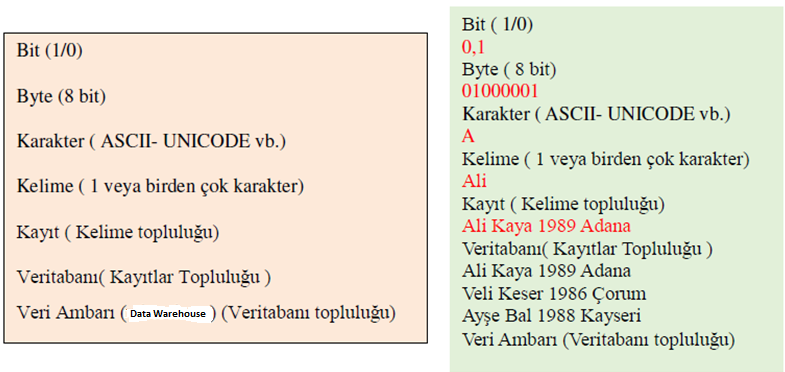 Bit (1/0)
Byte (8 bit)
Karakter ( ASCII- UNICODE vb.)
Kelime ( 1 veya birden çok karakter)
Kayıt ( Kelime topluluğu)
Veritabanı( Kayıtlar Topluluğu )
Veri Ambarı ( Data Warehouse ) (Veritabanı topluluğu)
Bit ( 1/0)
0,1
Byte ( 8 bit)
01000001
Karakter ( ASCII- UNICODE vb.)
A
Kelime ( 1 veya birden çok karakter)
Ali
Kayıt ( Kelime topluluğu)
Ali Kaya 1989 Adana
Veritabanı( Kayıtlar Topluluğu )
Ali Kaya 1989 Adana
Veli Keser 1986 Çorum
Ayşe Bal 1988 Kayseri
Veri Ambarı (Veritabanı topluluğu)